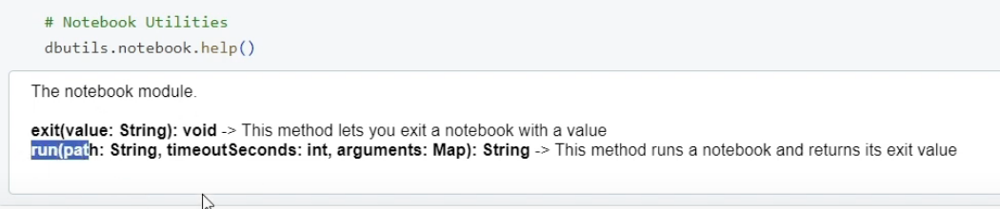 # Notebook Utilities
dbutils.notebook.help()
The notebook module.
exit(value: String): void -> This method lets you exit a notebook with a value
run(path: String, timeoutSeconds: int, arguments: Map): String -> This method runs a notebook and returns its exit value